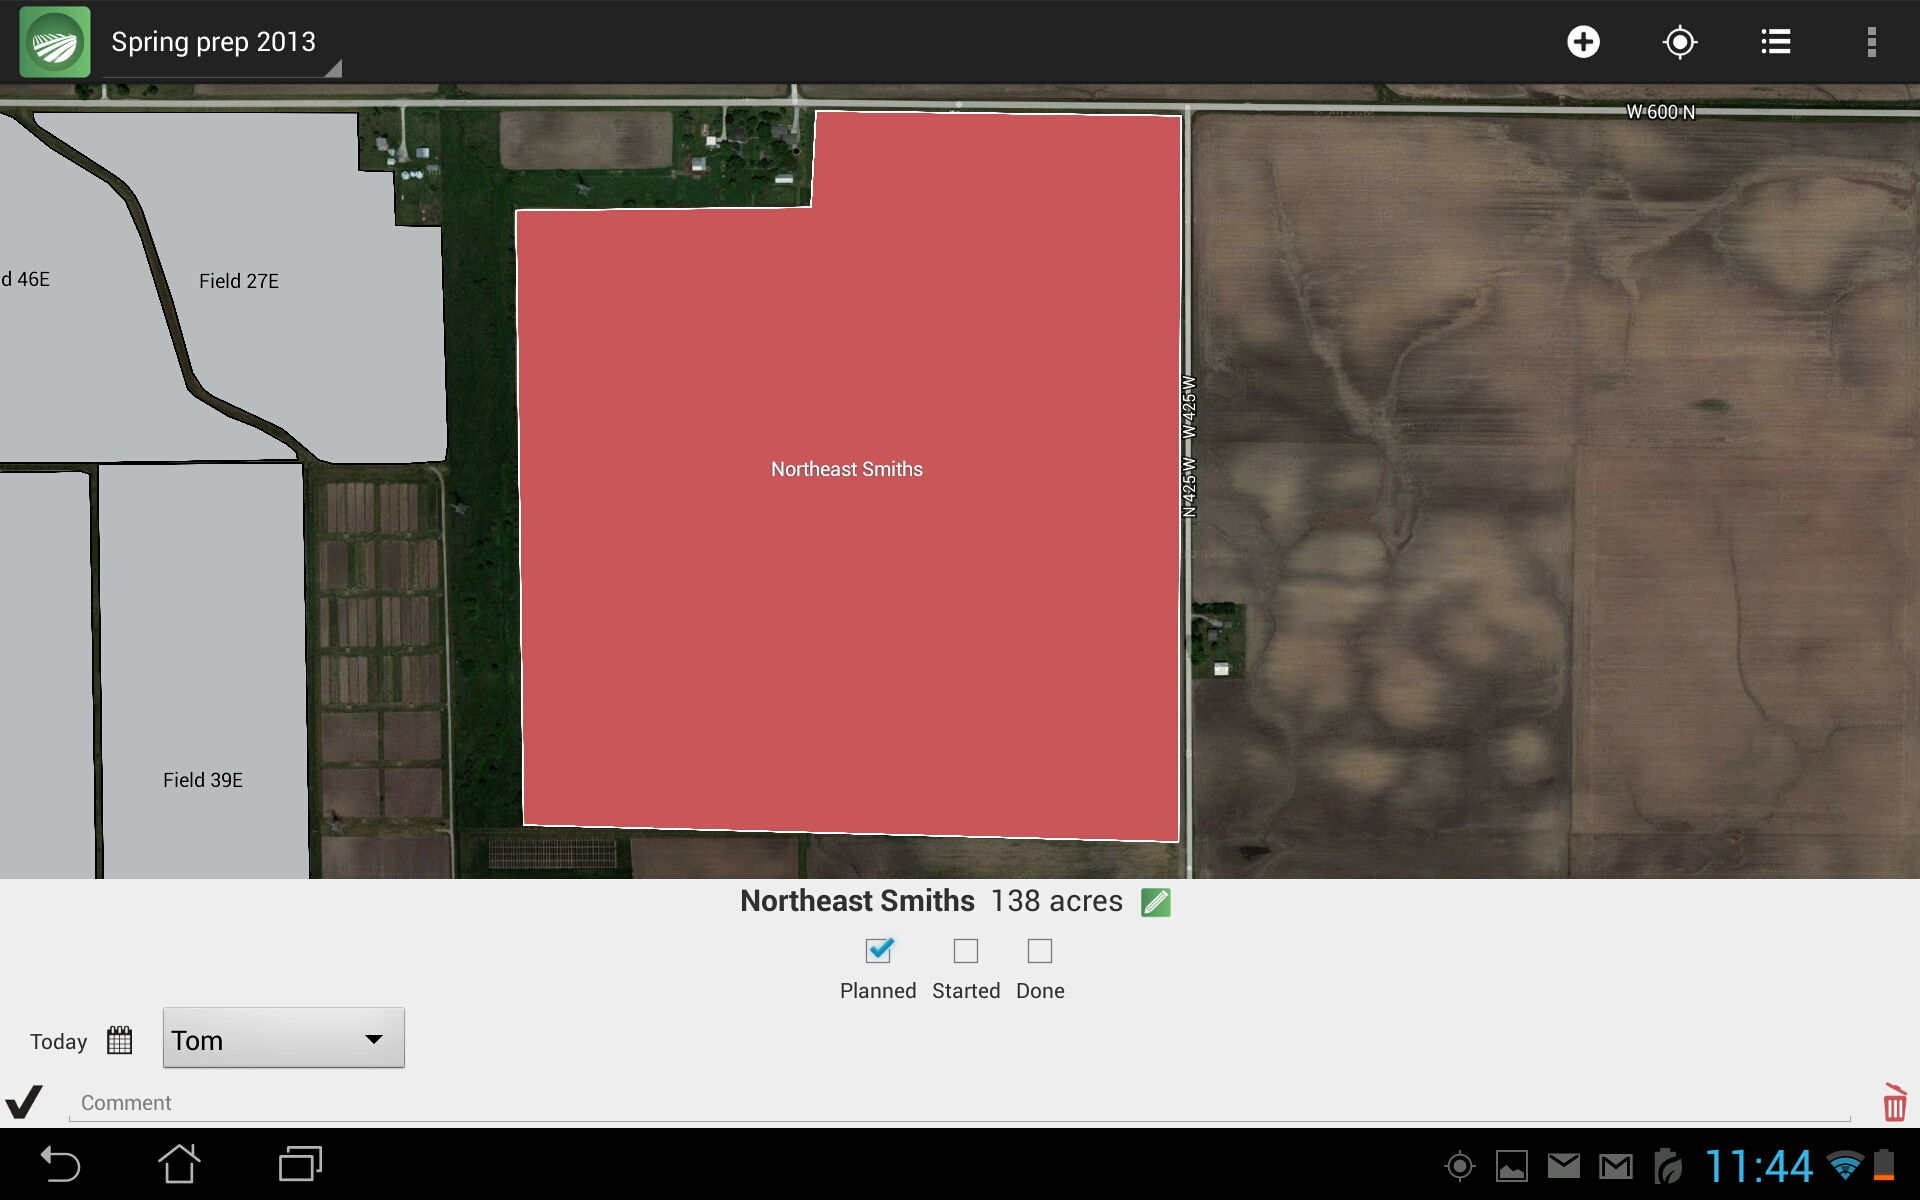 Spring prep 2013
W 600 N
d 46E
Field 27E
W 425 W
N 425 W
Northeast Smiths
Field 39E
Northeast Smiths 138 acres
Planned Started Done
Today Tom
Comment
11:44